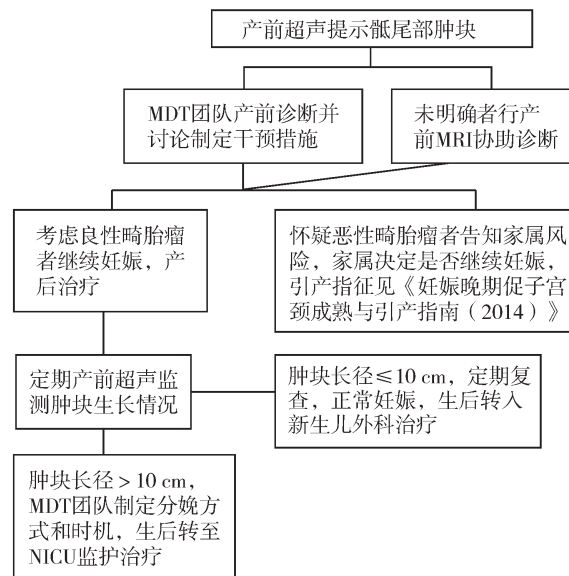 产前超声提示骶尾部肿块
MDT团队产前诊断并
讨论制定干预措施
未明确者行产
前MRI协助诊断
考虑良性畸胎瘤
者继续妊娠，产
后治疗
怀疑恶性畸胎瘤者告知家属风
险，家属决定是否继续妊娠，
引产指征见《妊娠晚期促子宫
颈成熟与引产指南（2014）》
定期产前超声监
测肿块生长情况
肿块长径≤10 cm，定期复
查，正常妊娠，生后转入
新生儿外科治疗
肿块长径＞10 cm，
MDT团队制定分娩方
式和时机，生后转至
NICU监护治疗